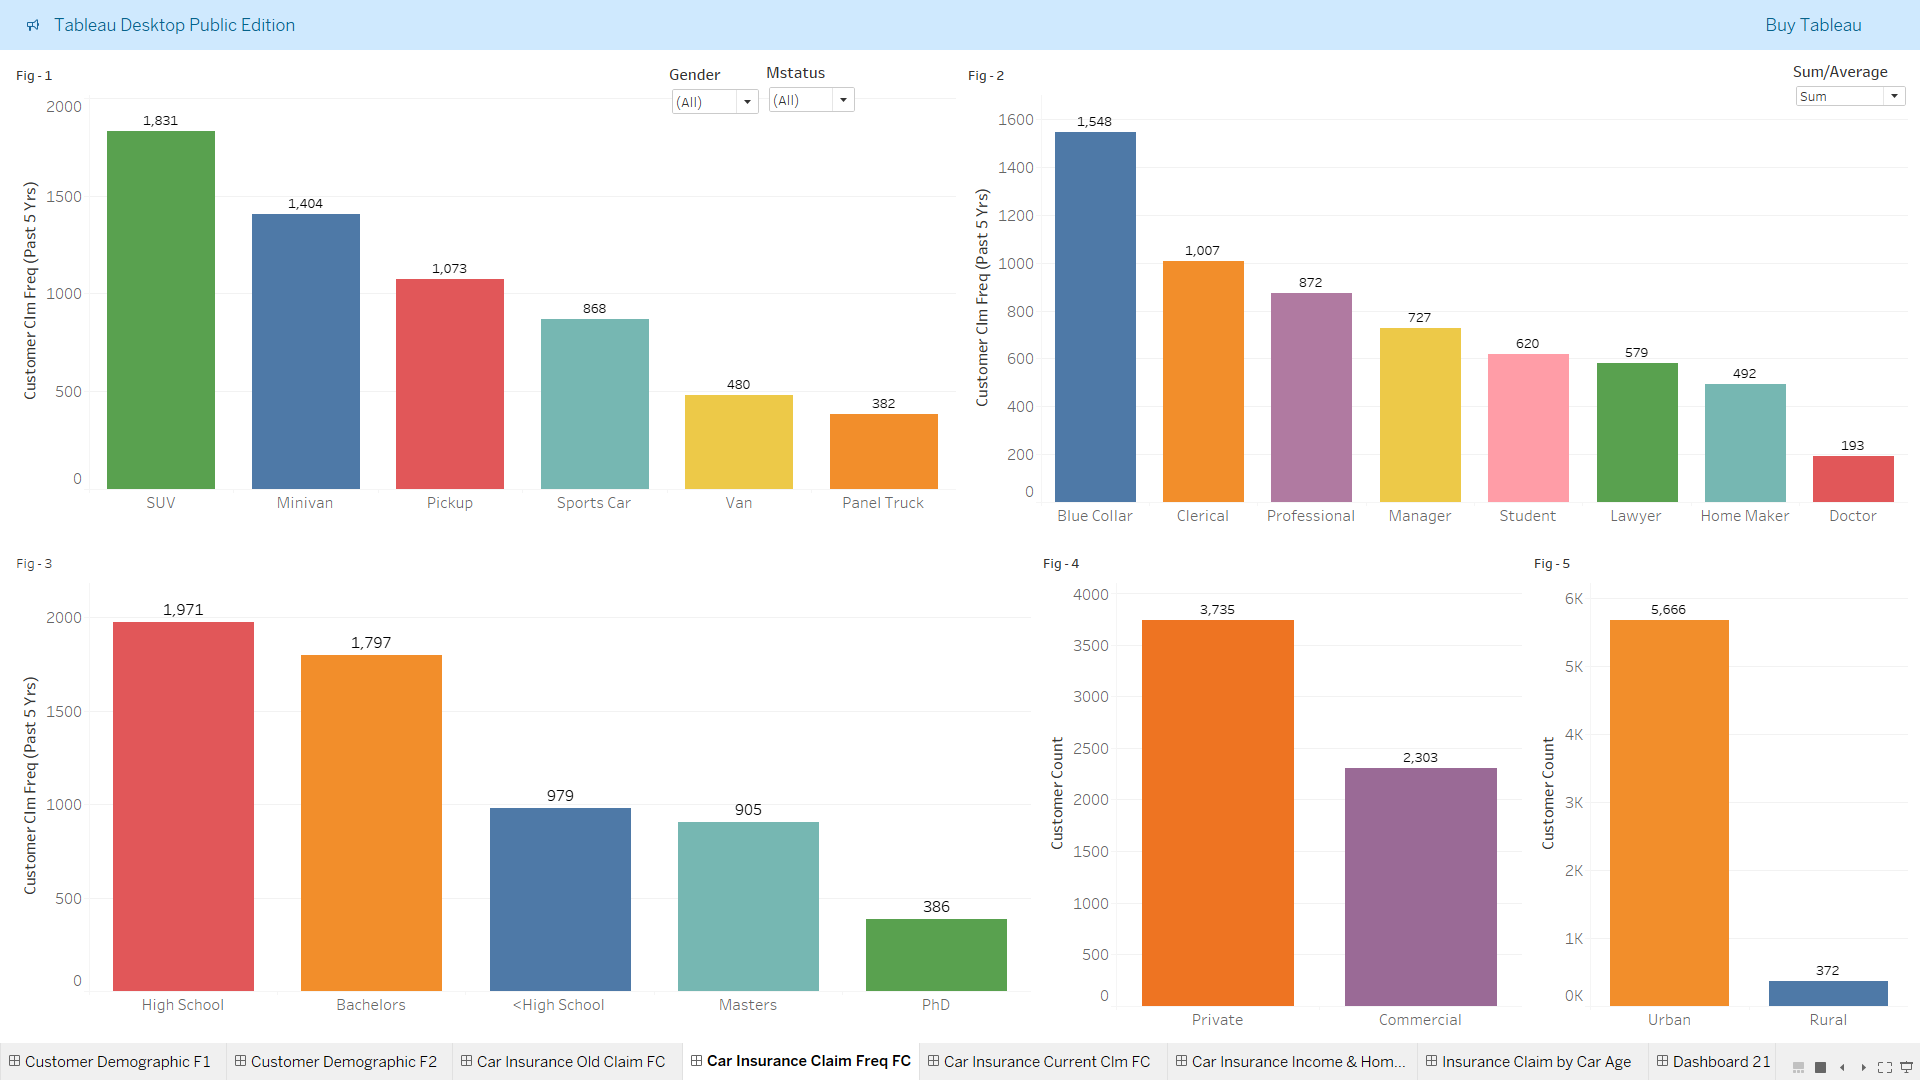 Tableau Desktop Public Edition
Buy Tableau
Fig - 1
Gender
(All)
Mstatus
(All)
Customer Clm Freq (Past 5 Yrs)
2000
1500
1000
500
0
1,831
1,404
1,073
868
480
382
SUV
Minivan
Pickup
Sports Car
Van
Panel Truck
Fig - 2
Sum/Average
Sum
Customer Clm Freq (Past 5 Yrs)
1600
1400
1200
1000
800
600
400
200
0
1,548
1,007
872
727
620
579
492
193
Blue Collar
Clerical
Professional
Manager
Student
Lawyer
Home Maker
Doctor
Fig - 3
Customer Clm Freq (Past 5 Yrs)
2000
1500
1000
500
0
1,971
1,797
979
905
386
High School
Bachelors
<High School
Masters
PhD
Fig - 4
Customer Count
4000
3500
3000
2500
2000
1500
1000
500
0
3,735
2,303
Private
Commercial
Fig - 5
Customer Count
6K
5K
4K
3K
2K
1K
0K
5,666
372
Urban
Rural
Customer Demographic F1
Customer Demographic F2
Car Insurance Old Claim FC
Car Insurance Claim Freq FC
Car Insurance Current Clm FC
Car Insurance Income & Hom...
Insurance Claim by Car Age
Dashboard 21